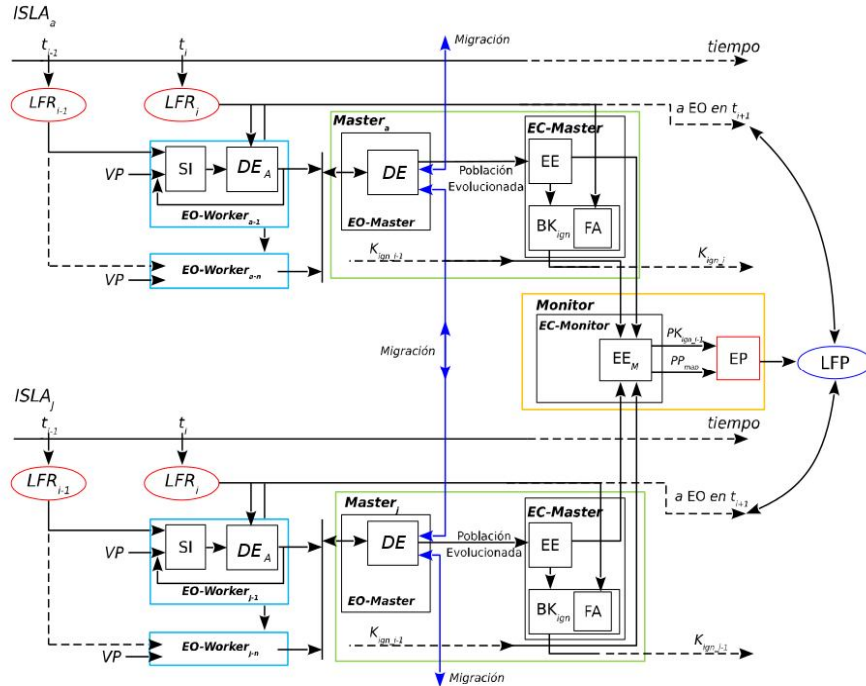 ISLA_a
Migración
t_i-1
t_i
tiempo
LFR_i-1
LFR_i
a EO en t_i+1
Master_a
EC-Master
VP
SI
DE_A
DE
EE
Población
Evolucionada
EO-Worker_a-1
EO-Master
BK_ign
FA
VP
EO-Worker_a-n
K_ign_i-1
K_ign_i
Monitor
EC-Monitor
Migración
EE_M
PK_ign_i-1
PP_map
EP
LFP
ISLA_J
t_i-1
t_i
tiempo
LFR_i-1
LFR_i
a EO en t_i+1
Master_j
EC-Master
VP
SI
DE_A
DE
EE
Población
Evolucionada
EO-Worker_j-1
EO-Master
BK_ign
FA
VP
EO-Worker_j-n
K_ign_i-1
K_ign_i-1
Migración